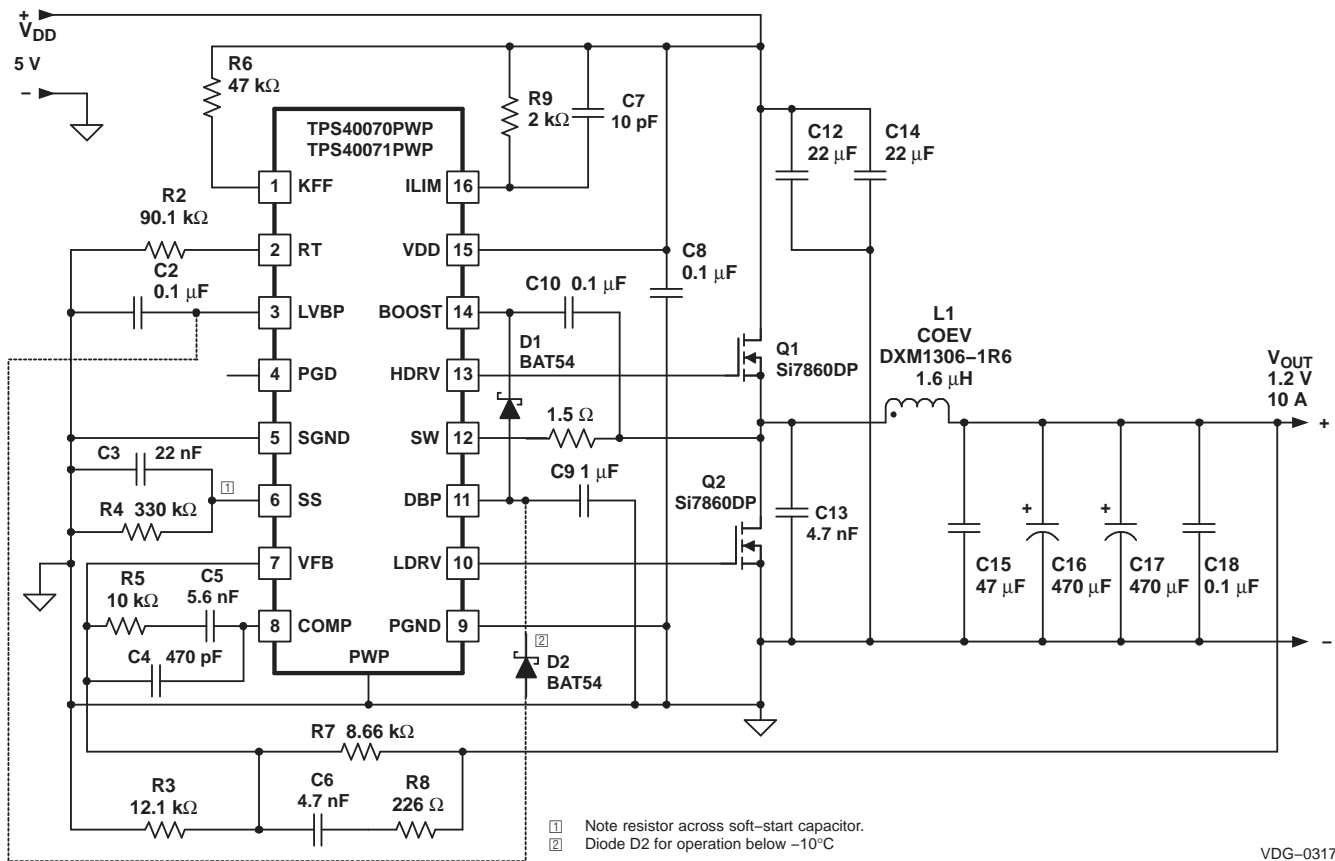 +
VDD
5 V
−
R6
47 kΩ
TPS40070PWP
TPS40071PWP
R9
2 kΩ
C7
10 pF
C12
22 µF
C14
22 µF
1 KFF
ILIM 16
R2
90.1 kΩ
2 RT
VDD 15
C8
0.1 µF
C2
0.1 µF
C10 0.1 µF
3 LVBP
BOOST 14
D1
BAT54
L1
COEV
DXM1306−1R6
1.6 µH
Q1
Si7860DP
VOUT
1.2 V
10 A
4 PGD
HDRV 13
1.5 Ω
5 SGND
SW 12
+
C3 22 nF
1
C9 1 µF
Q2
Si7860DP
6 SS
DBP 11
R4 330 kΩ
C13
4.7 nF
+
+
7 VFB
LDRV 10
C15
47 µF
C16
470 µF
C17
470 µF
C18
0.1 µF
R5
10 kΩ
C5
5.6 nF
8 COMP
PGND 9
−
C4 470 pF
PWP
2
D2
BAT54
R7 8.66 kΩ
R3
12.1 kΩ
C6
4.7 nF
R8
226 Ω
1 Note resistor across soft−start capacitor.
2 Diode D2 for operation below −10°C
VDG−0317